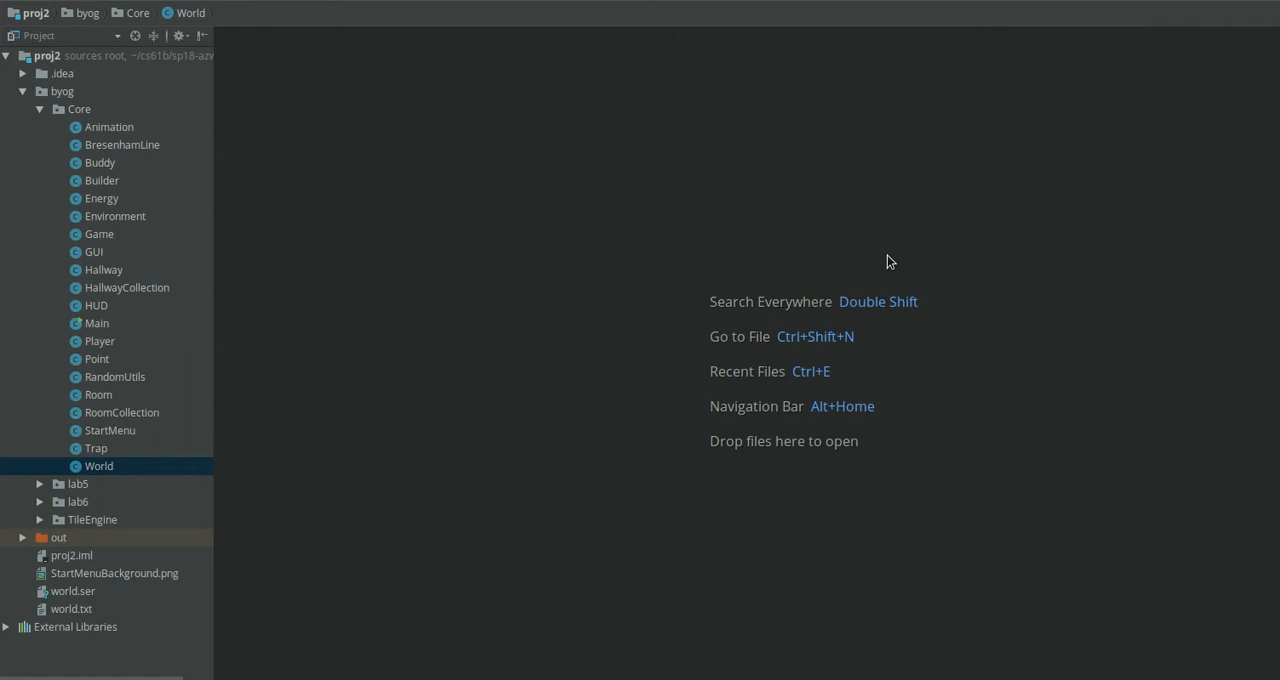 proj2 byog Core World
Project
proj2 sources root, ~/cs61b/sp18-azw
.idea
byog
Core
Animation
BresenhamLine
Buddy
Builder
Energy
Environment
Game
GUI
Hallway
HallwayCollection
HUD
Main
Player
Point
RandomUtils
Room
RoomCollection
StartMenu
Trap
World
lab5
lab6
TileEngine
out
proj2.iml
StartMenuBackground.png
world.ser
world.txt
External Libraries
Search Everywhere Double Shift
Go to File Ctrl+Shift+N
Recent Files Ctrl+E
Navigation Bar Alt+Home
Drop files here to open